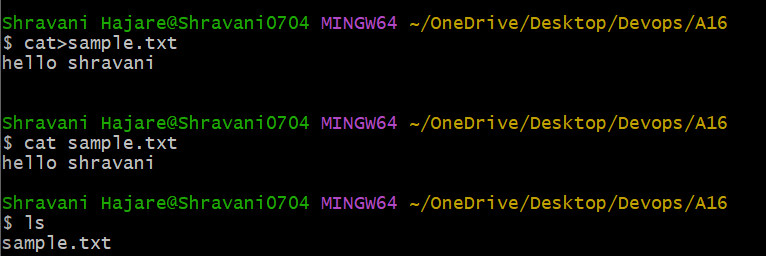 Shravani Hajare@Shravani0704 MINGW64 ~/OneDrive/Desktop/Devops/A16
$ cat>sample.txt
hello shravani
Shravani Hajare@Shravani0704 MINGW64 ~/OneDrive/Desktop/Devops/A16
$ cat sample.txt
hello shravani
Shravani Hajare@Shravani0704 MINGW64 ~/OneDrive/Desktop/Devops/A16
$ ls
sample.txt